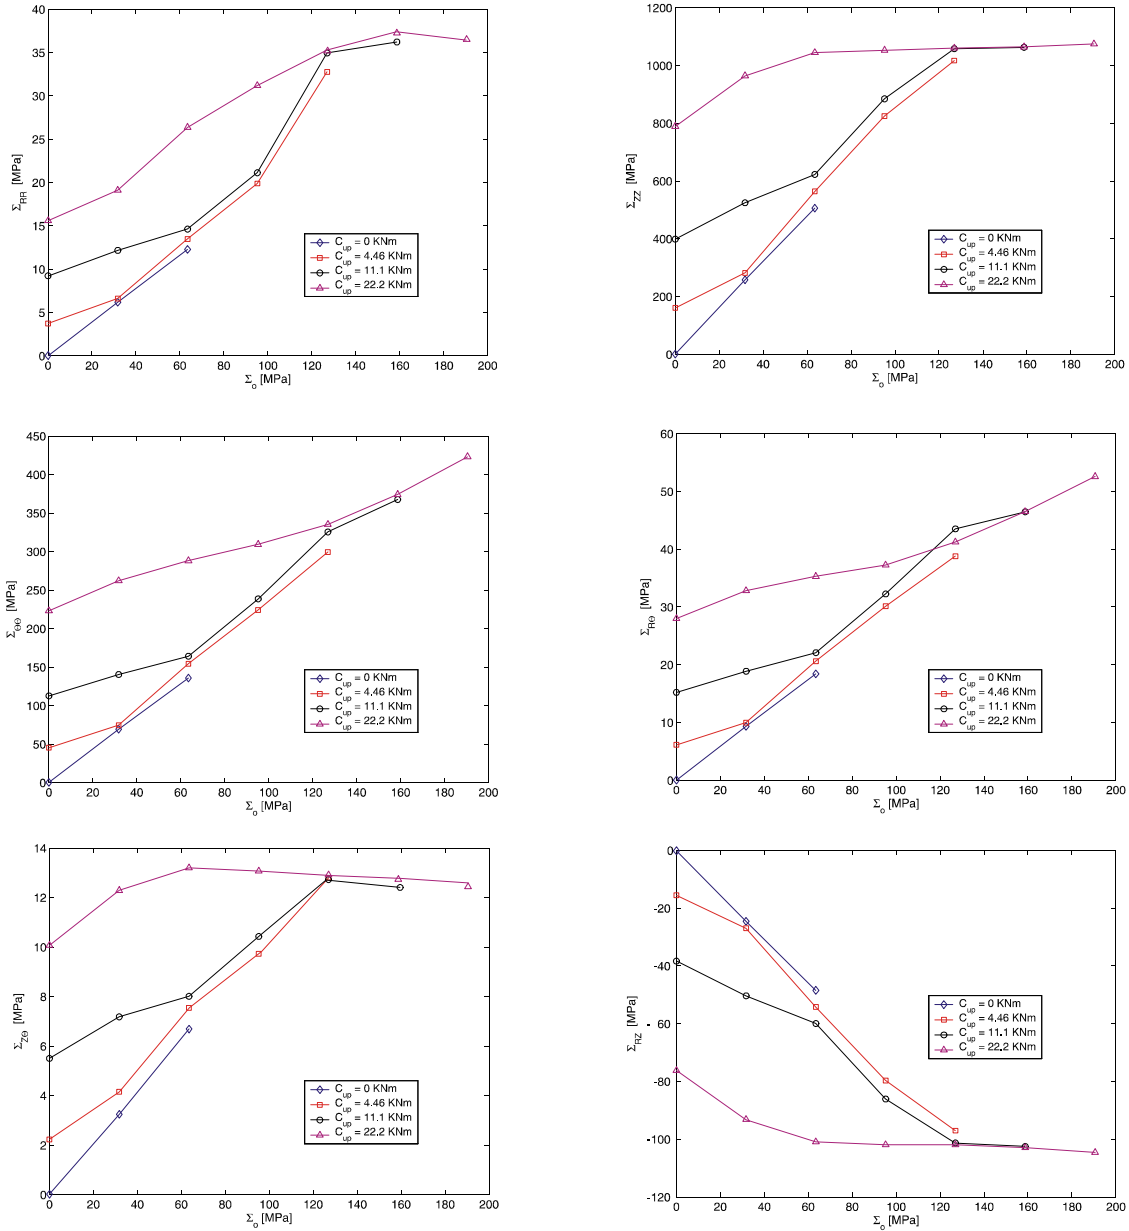 40
35
30
25
20
15
10
5
0
Σ_RR [MPa]
0 20 40 60 80 100 120 140 160 180 200
Σ_o [MPa]
C_up = 0 KNm
C_up = 4.46 KNm
C_up = 11.1 KNm
C_up = 22.2 KNm
1200
1000
800
600
400
200
0
Σ_ZZ [MPa]
0 20 40 60 80 100 120 140 160 180 200
Σ_o [MPa]
C_up = 0 KNm
C_up = 4.46 KNm
C_up = 11.1 KNm
C_up = 22.2 KNm
450
400
350
300
250
200
150
100
50
0
Σ_ΘΘ [MPa]
0 20 40 60 80 100 120 140 160 180 200
Σ_o [MPa]
C_up = 0 KNm
C_up = 4.46 KNm
C_up = 11.1 KNm
C_up = 22.2 KNm
60
50
40
30
20
10
0
Σ_RΘ [MPa]
0 20 40 60 80 100 120 140 160 180 200
Σ_o [MPa]
C_up = 0 KNm
C_up = 4.46 KNm
C_up = 11.1 KNm
C_up = 22.2 KNm
14
12
10
8
6
4
2
0
Σ_ZΘ [MPa]
0 20 40 60 80 100 120 140 160 180 200
Σ_o [MPa]
C_up = 0 KNm
C_up = 4.46 KNm
C_up = 11.1 KNm
C_up = 22.2 KNm
0
-20
-40
-60
-80
-100
-120
Σ_RZ [MPa]
0 20 40 60 80 100 120 140 160 180 200
Σ_o [MPa]
C_up = 0 KNm
C_up = 4.46 KNm
C_up = 11.1 KNm
C_up = 22.2 KNm